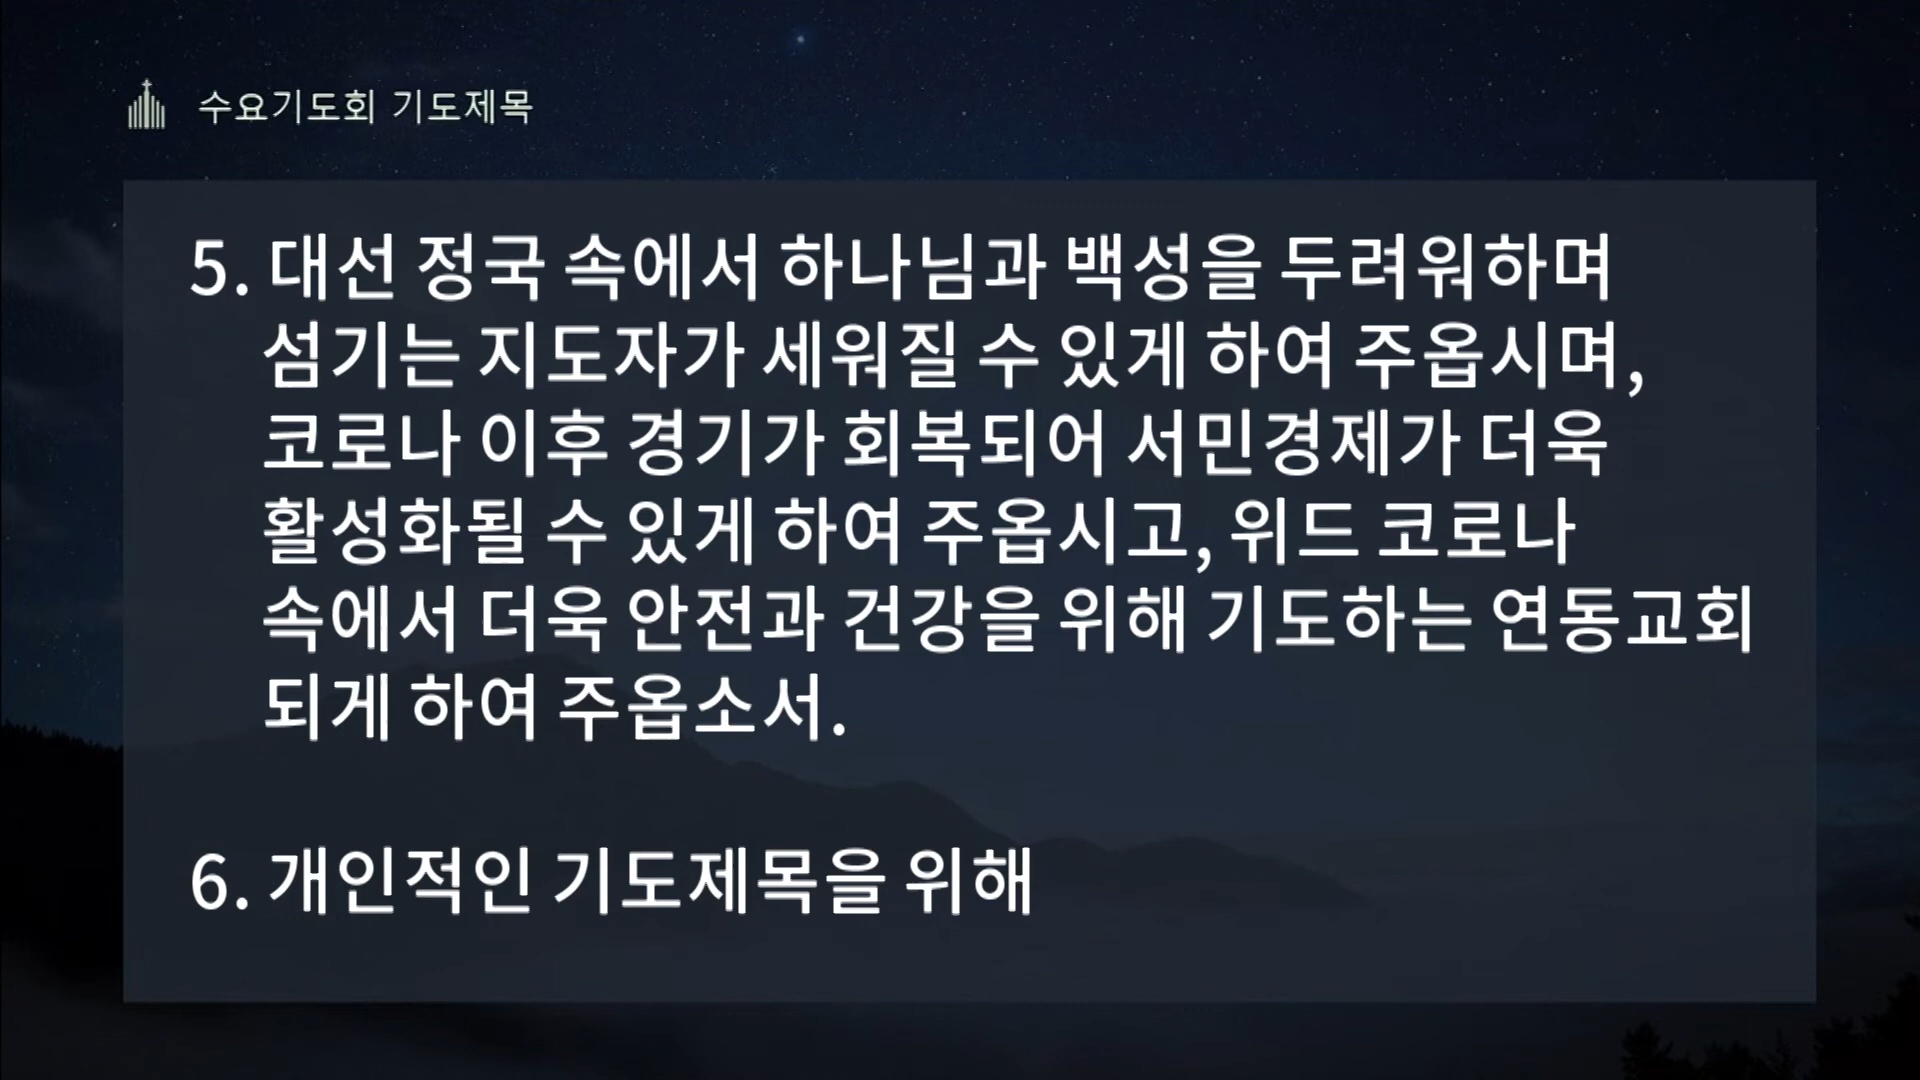 수요기도회 기도제목
5. 대선 정국 속에서 하나님과 백성을 두려워하며
섬기는 지도자가 세워질 수 있게 하여 주옵시며,
코로나 이후 경기가 회복되어 서민경제가 더욱
활성화될 수 있게 하여 주옵시고, 위드 코로나
속에서 더욱 안전과 건강을 위해 기도하는 연동교회
되게 하여 주옵소서.
6. 개인적인 기도제목을 위해